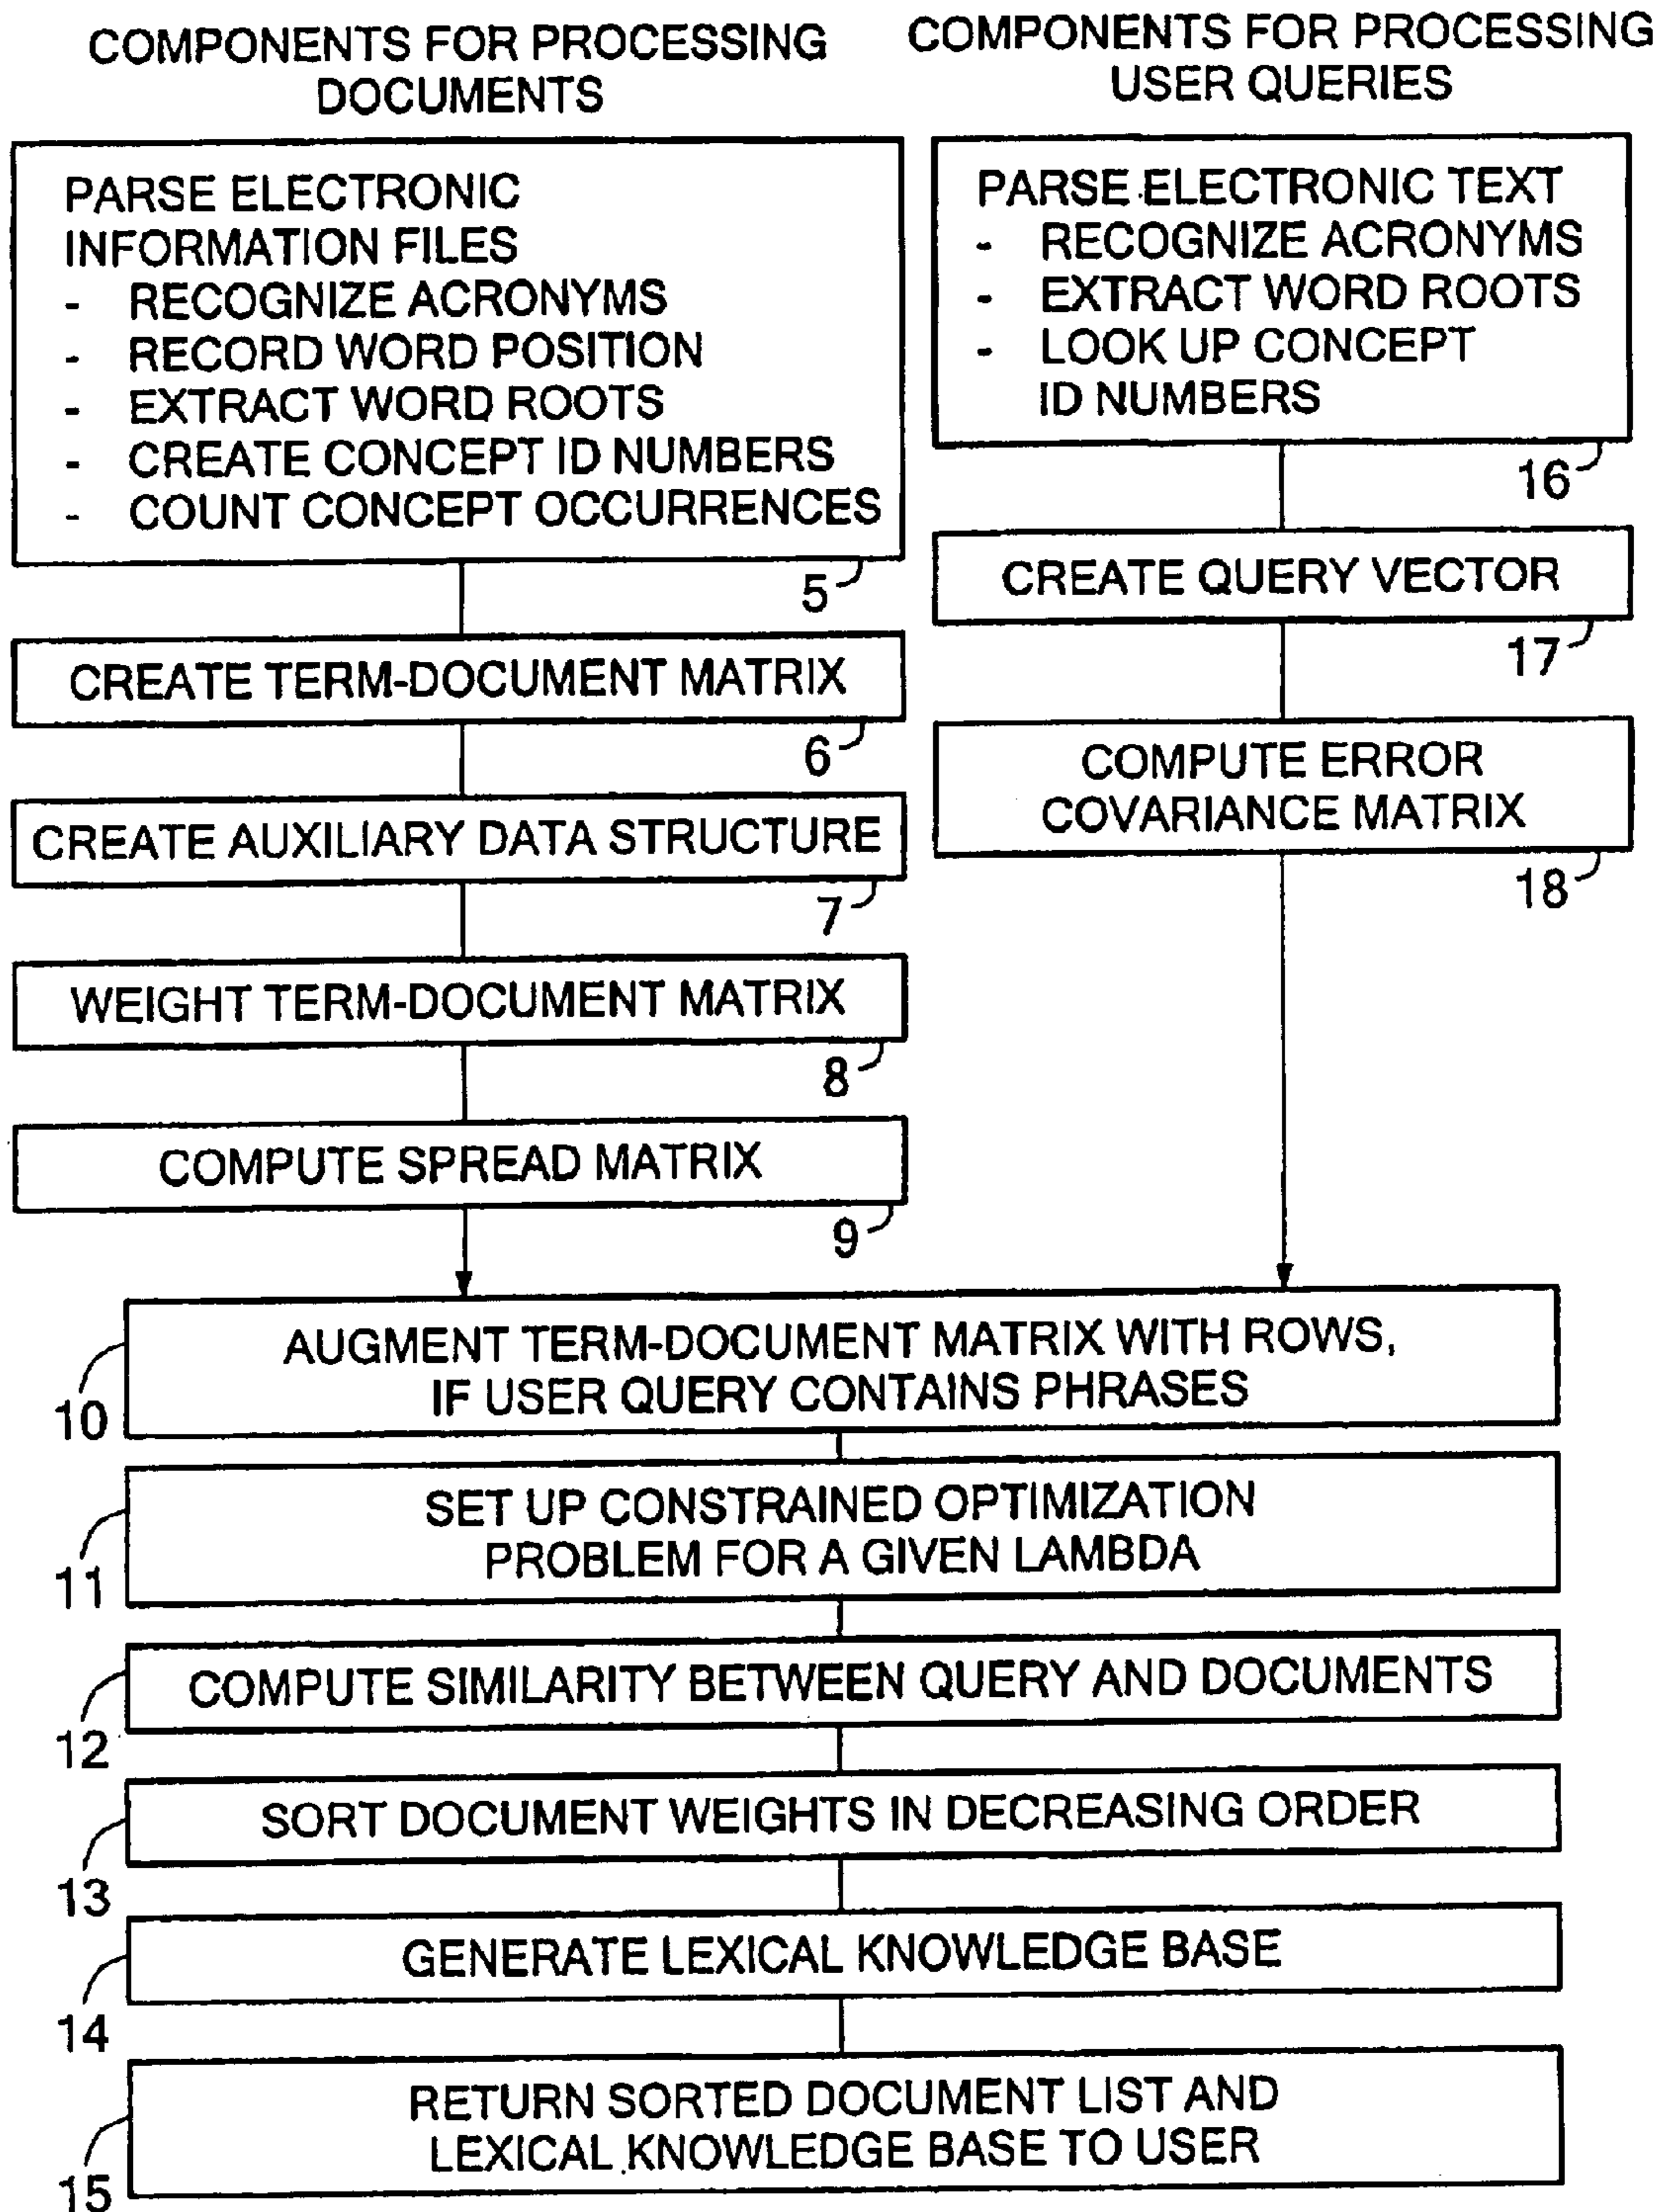 COMPONENTS FOR PROCESSING
DOCUMENTS
PARSE ELECTRONIC
INFORMATION FILES
- RECOGNIZE ACRONYMS
- RECORD WORD POSITION
- EXTRACT WORD ROOTS
- CREATE CONCEPT ID NUMBERS
- COUNT CONCEPT OCCURRENCES
5
CREATE TERM-DOCUMENT MATRIX
6
CREATE AUXILIARY DATA STRUCTURE
7
WEIGHT TERM-DOCUMENT MATRIX
8
COMPUTE SPREAD MATRIX
9
COMPONENTS FOR PROCESSING
USER QUERIES
PARSE ELECTRONIC TEXT
- RECOGNIZE ACRONYMS
- EXTRACT WORD ROOTS
- LOOK UP CONCEPT
ID NUMBERS
16
CREATE QUERY VECTOR
17
COMPUTE ERROR
COVARIANCE MATRIX
18
AUGMENT TERM-DOCUMENT MATRIX WITH ROWS,
IF USER QUERY CONTAINS PHRASES
10
SET UP CONSTRAINED OPTIMIZATION
PROBLEM FOR A GIVEN LAMBDA
11
COMPUTE SIMILARITY BETWEEN QUERY AND DOCUMENTS
12
SORT DOCUMENT WEIGHTS IN DECREASING ORDER
13
GENERATE LEXICAL KNOWLEDGE BASE
14
RETURN SORTED DOCUMENT LIST AND
LEXICAL KNOWLEDGE BASE TO USER
15